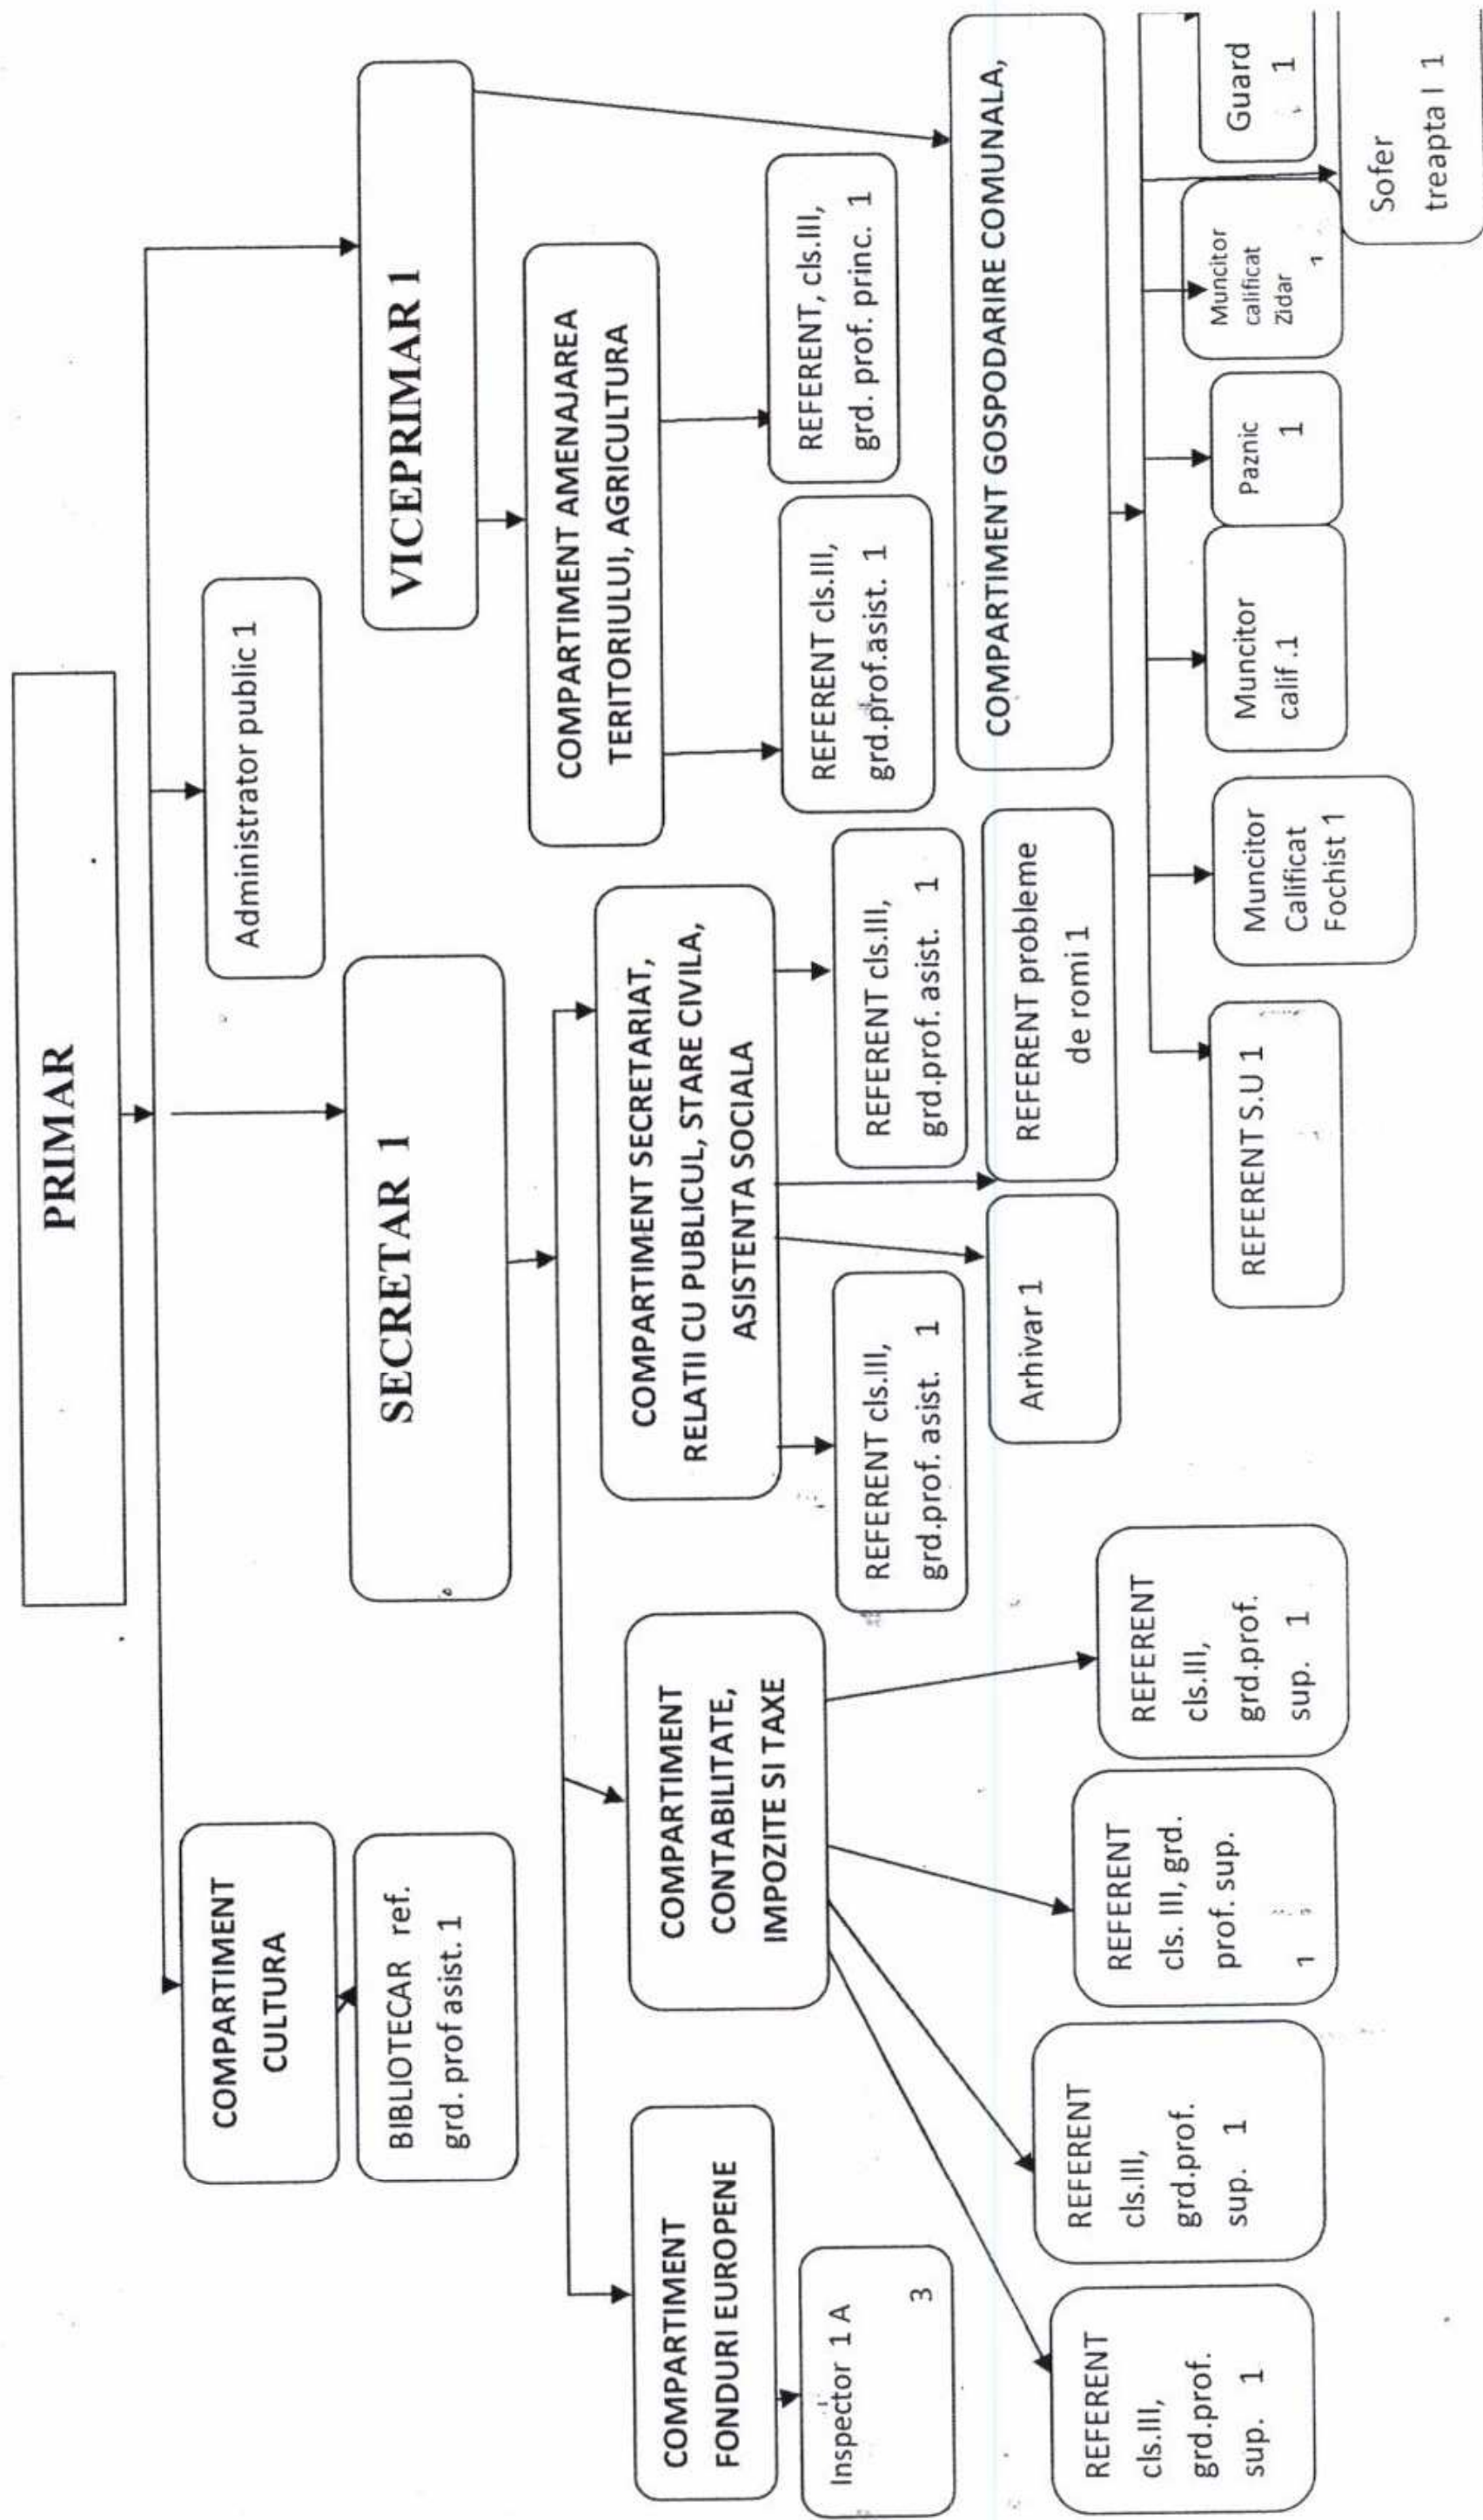 PRIMAR
Administrator public 1
COMPARTIMENT
CULTURA
BIBLIOTECAR ref.
grd. prof asist. 1
SECRETAR 1
VICEPRIMAR 1
COMPARTIMENT
FONDURI EUROPENE
Inspector 1 A
3
COMPARTIMENT
CONTABILITATE,
IMPOZITE SI TAXE
REFERENT
cls.III,
grd.prof.
sup. 1
REFERENT
cls.III,
grd.prof.
sup. 1
REFERENT
cls. III, grd.
prof. sup.
1
REFERENT
cls.III,
grd.prof.
sup. 1
COMPARTIMENT SECRETARIAT,
RELATII CU PUBLICUL, STARE CIVILA,
ASISTENTA SOCIALA
REFERENT cls.III,
grd.prof. asist. 1
REFERENT cls.III,
grd.prof. asist. 1
Arhivar 1
REFERENT probleme
de romi 1
COMPARTIMENT AMENAJAREA
TERITORIULUI, AGRICULTURA
REFERENT cls.III,
grd.prof.asist. 1
REFERENT, cls.III,
grd. prof. princ. 1
COMPARTIMENT GOSPODARIRE COMUNALA,
REFERENT S.U 1
Muncitor
Calificat
Fochist 1
Muncitor
calif .1
Paznic
1
Muncitor
calificat
Zidar
1
Guard
1
Sofer
treapta I 1